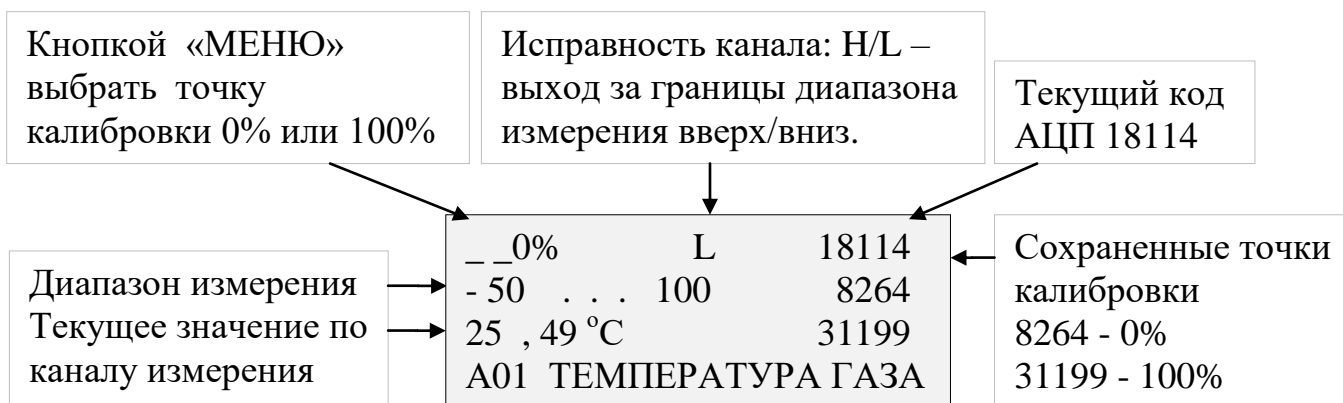 Кнопкой «МЕНЮ»
выбрать точку
калибровки 0% или 100%
Исправность канала: H/L –
выход за границы диапазона
измерения вверх/вниз.
Текущий код
АЦП 18114
_ _0% L 18114
- 50 . . . 100 8264
25 , 49 °C 31199
А01 ТЕМПЕРАТУРА ГАЗА
Диапазон измерения
Текущее значение по
каналу измерения
Сохраненные точки
калибровки
8264 - 0%
31199 - 100%